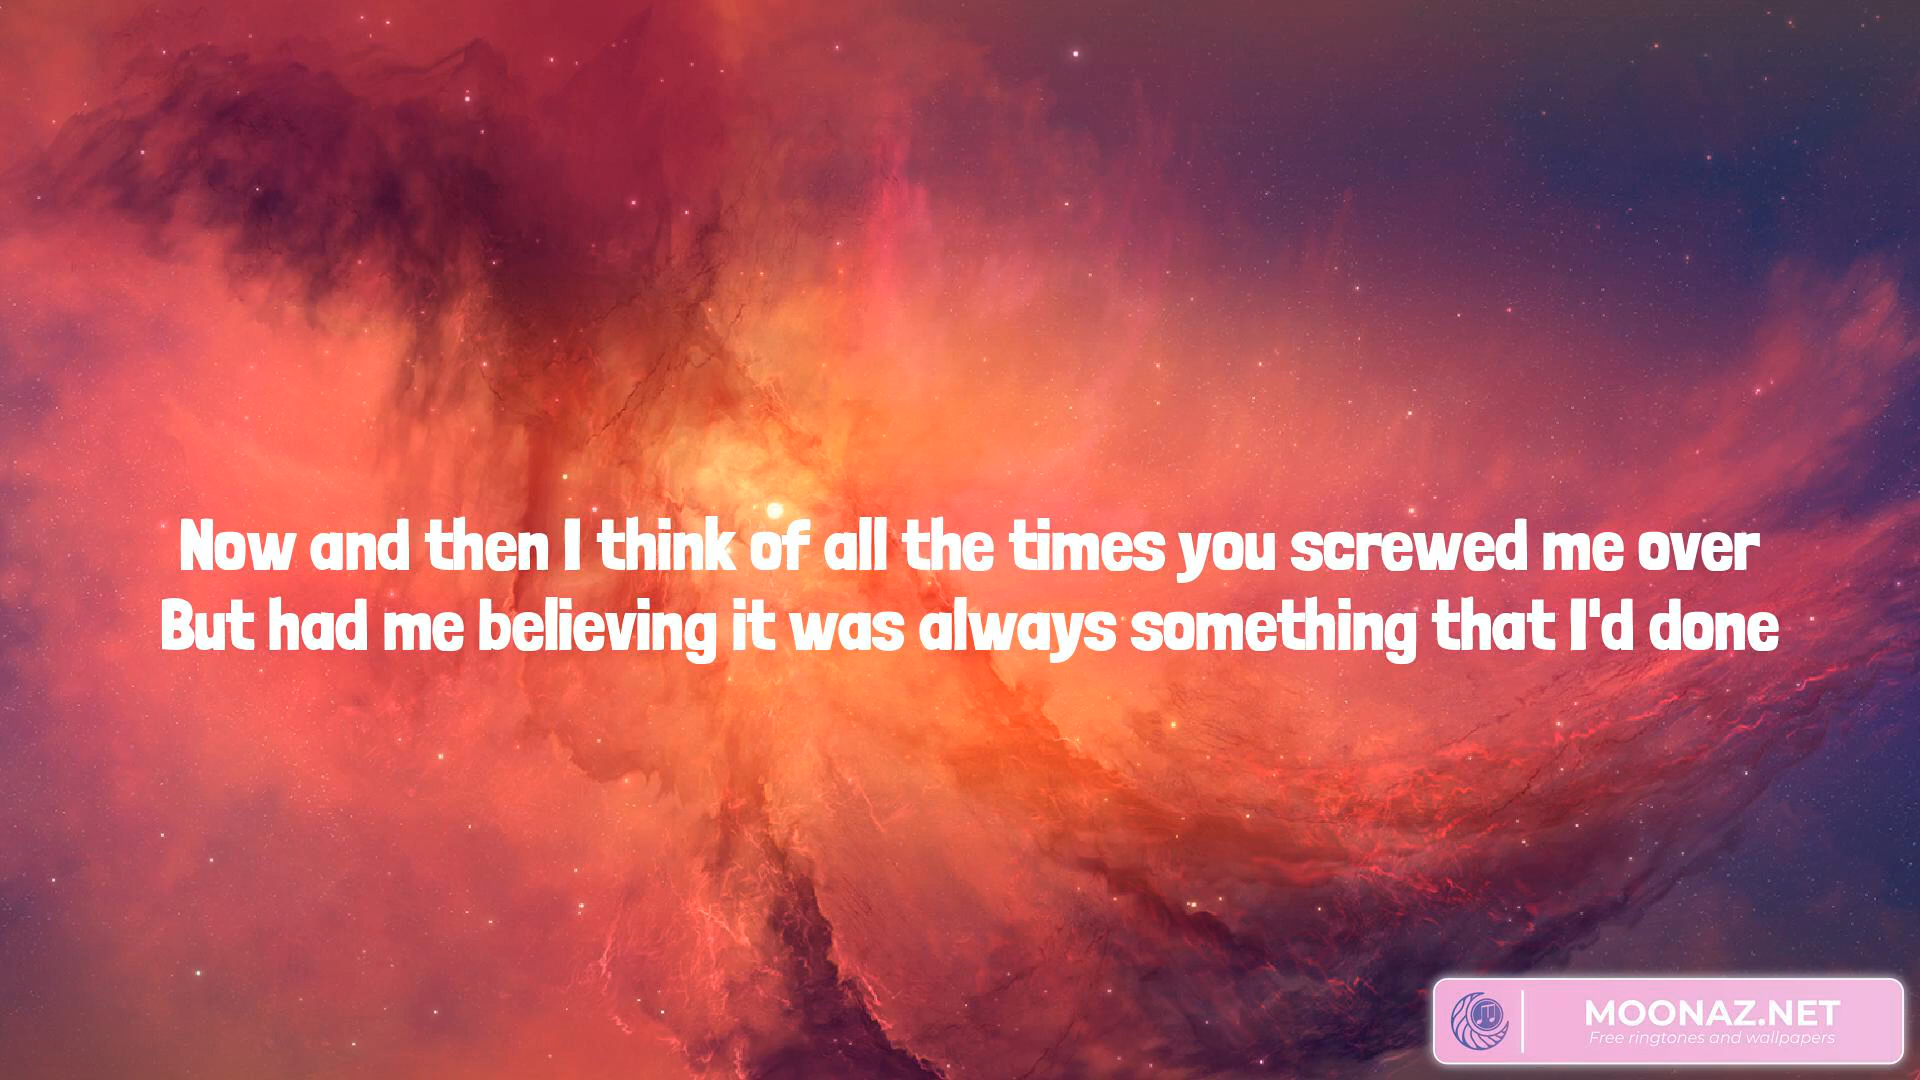 Now and then I think of all the times you screwed me over
But had me believing it was always something that I'd done
MOONAZ.NET
Free ringtones and wallpapers